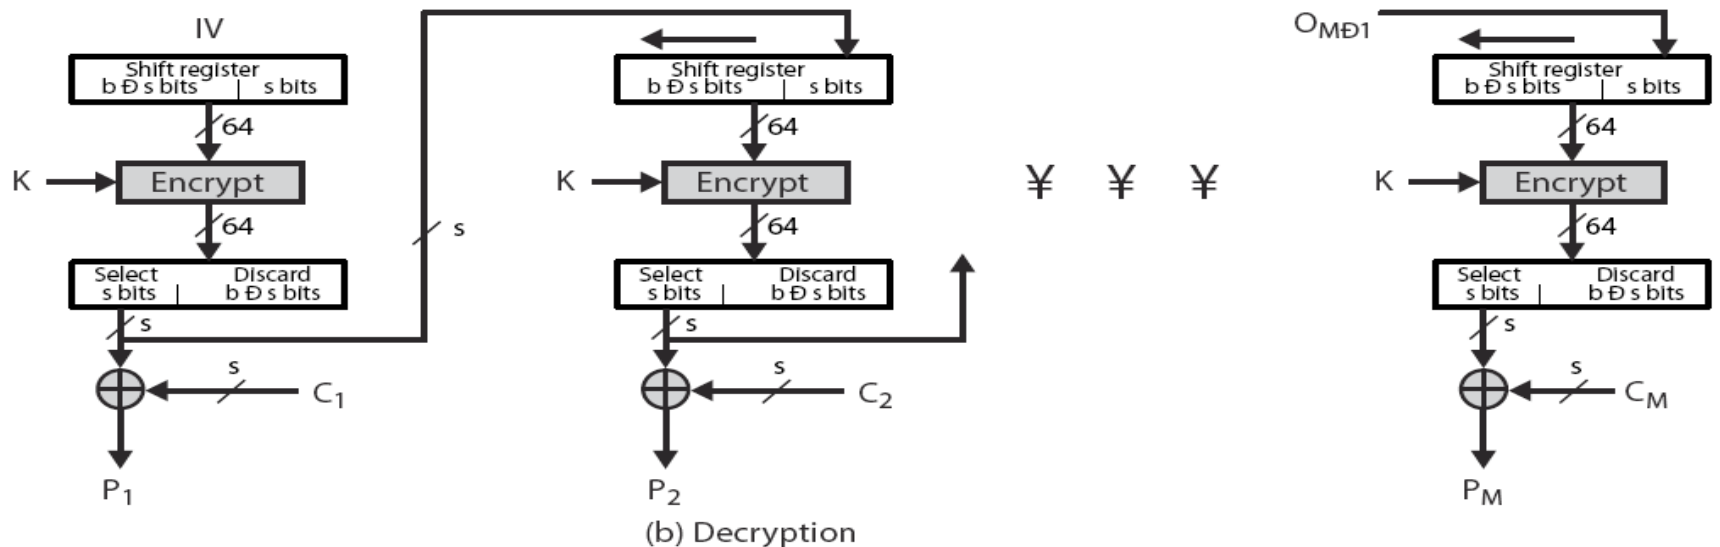 IV
Shift register
b Ð s bits | s bits
64
K
Encrypt
64
Select Discard
s bits | b Ð s bits
s
s
C1
P1
s
Shift register
b Ð s bits | s bits
64
K
Encrypt
64
Select Discard
s bits | b Ð s bits
s
s
C2
P2
¥ ¥ ¥
OMÐ1
Shift register
b Ð s bits | s bits
64
K
Encrypt
64
Select Discard
s bits | b Ð s bits
s
s
CM
PM
(b) Decryption